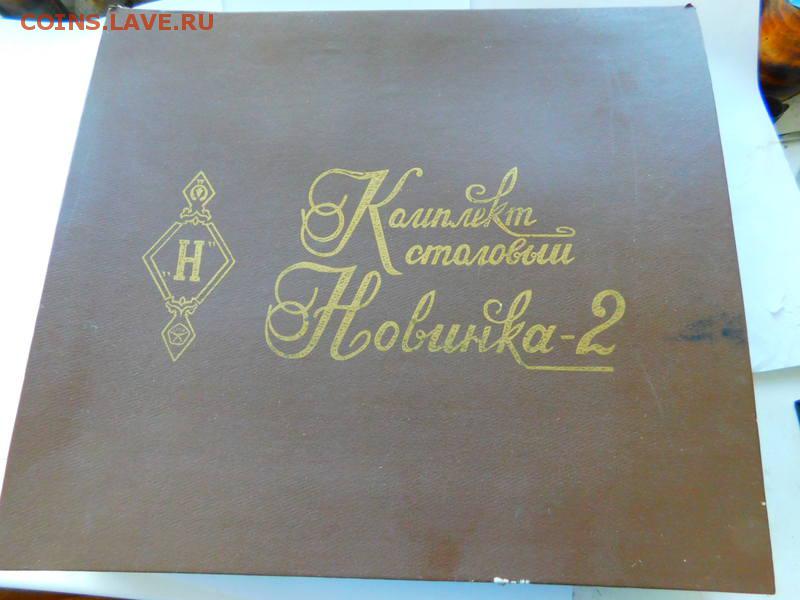 COINS.LAVE.RU
„Н"
Комплект
столовый
Новинка-2